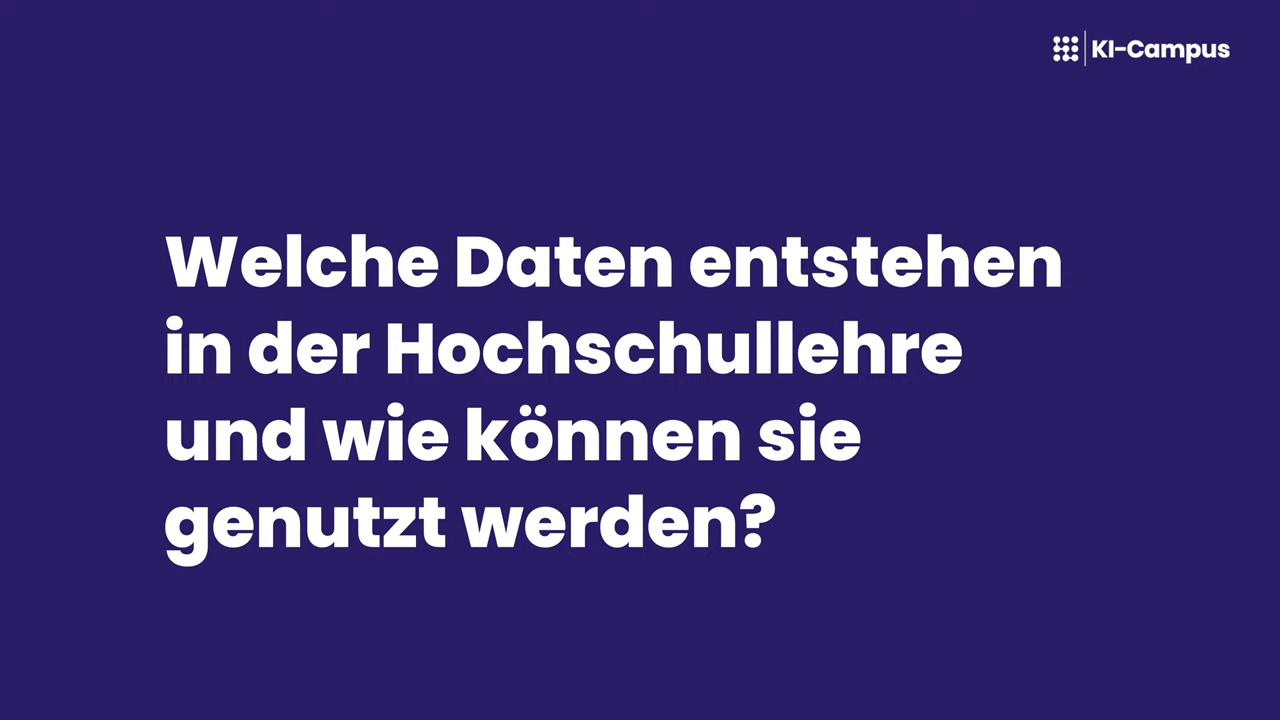 KI-Campus
Welche Daten entstehen
in der Hochschullehre
und wie können sie
genutzt werden?